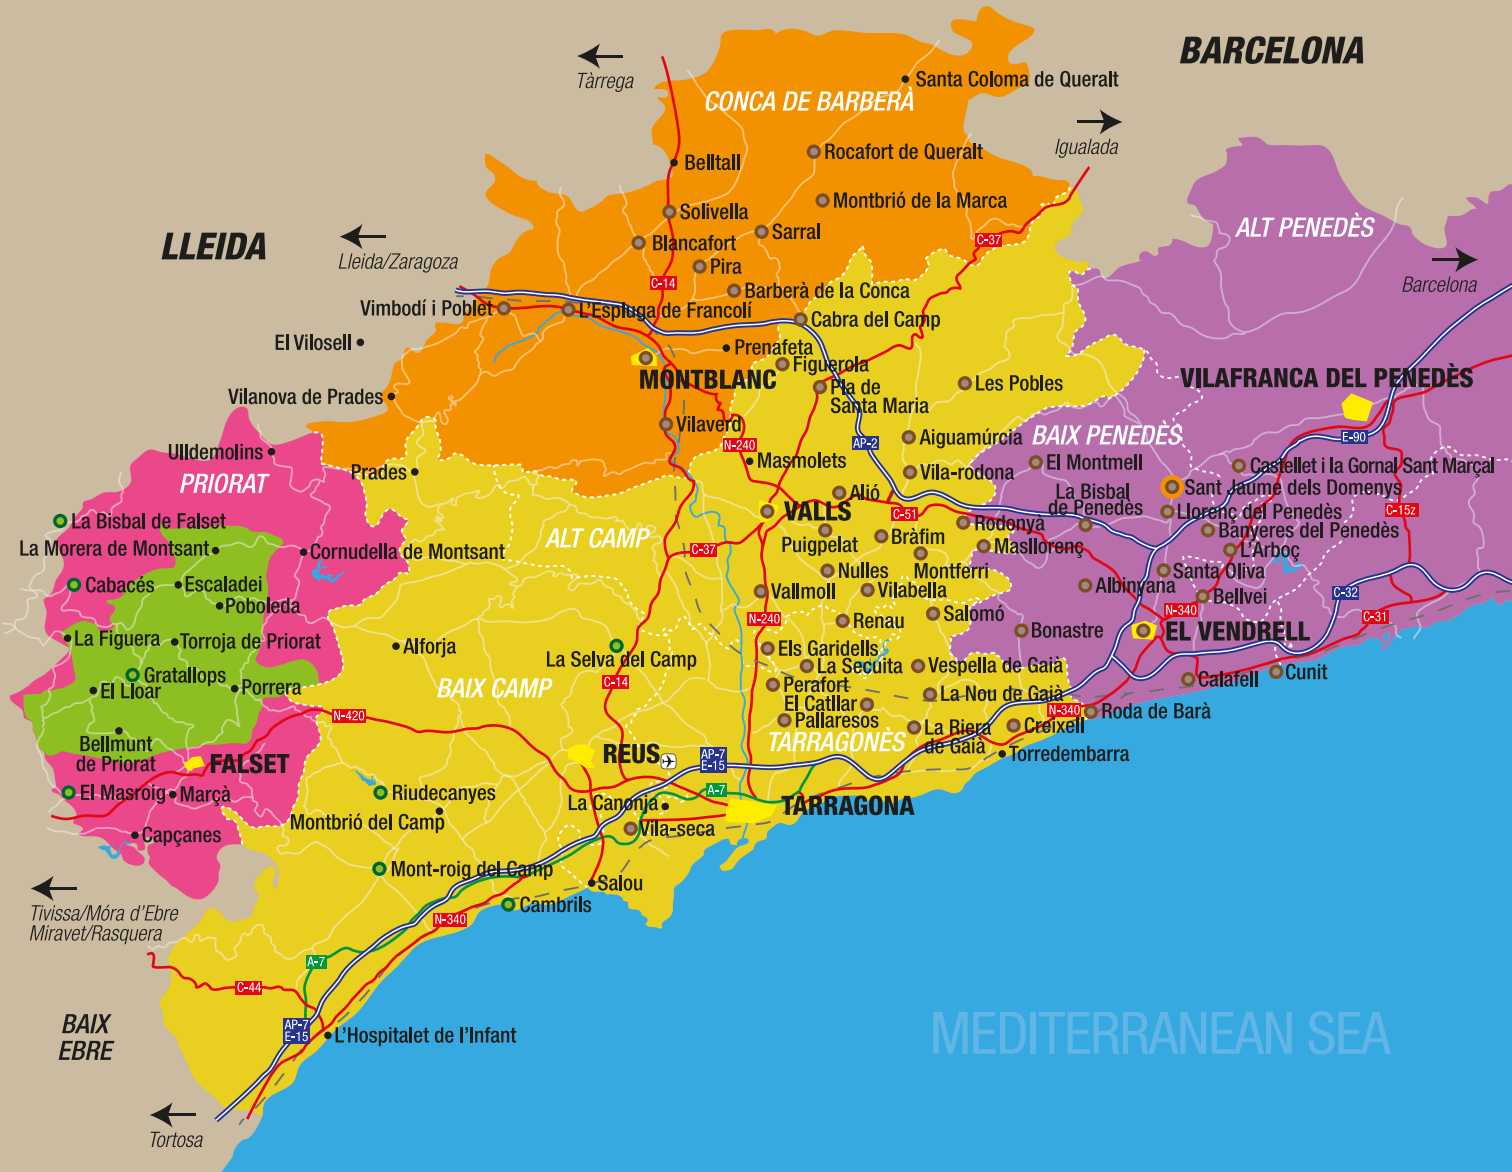 BARCELONA
Tàrrega
Santa Coloma de Queralt
CONCA DE BARBERÀ
Igualada
Rocafort de Queralt
Belltall
Montbrió de la Marca
Solivella
ALT PENEDÈS
Sarral
LLEIDA
Blancafort
C-37
Lleida/Zaragoza
Pira
C-14
Barcelona
Barberà de la Conca
Vimbodí i Poblet
L'Espluga de Francolí
Cabra del Camp
El Vilosell
Prenafeta
Figuerola
MONTBLANC
VILAFRANCA DEL PENEDÈS
Les Pobles
Pla de
Santa Maria
Vilanova de Prades
Vilaverd
BAIX PENEDÈS
Aiguamúrcia
E-90
N-240
AP-2
Ulldemolins
Masmolets
El Montmell
Castellet i la Gornal
Sant Marçal
Prades
Vila-rodona
PRIORAT
Sant Jaume dels Domenys
Alió
La Bisbal
de Penedès
VALLS
C-51
Llorenç del Penedès
C-15z
La Bisbal de Falset
Rodonyà
Banyeres del Penedès
ALT CAMP
Puigpelat
Bràfim
Masllorenç
L'Arboç
La Morera de Montsant
Cornudella de Montsant
C-37
Nulles
Montferri
Santa Oliva
Cabacés
Escaladei
Vallmoll
Vilabella
Albinyana
Bellvei
C-32
Poboleda
N-240
Renau
Salomó
N-340
C-31
La Figuera
Torroja de Priorat
Alforja
Bonastre
EL VENDRELL
Els Garidells
La Selva del Camp
La Secuita
Vespella de Gaià
Gratallops
C-14
Perafort
Calafell
Cunit
El Lloar
Porrera
BAIX CAMP
El Catllar
La Nou de Gaià
N-420
Pallaresos
N-340
Roda de Barà
La Riera
de Gaià
Creixell
Bellmunt
de Priorat
TARRAGONÈS
REUS
AP-7
E-15
Torredembarra
FALSET
El Masroig
Marçà
Riudecanyes
A-7
La Canonja
TARRAGONA
Montbrió del Camp
Capçanes
Vila-seca
Mont-roig del Camp
Salou
Cambrils
Tivissa/Móra d'Ebre
Miravet/Rasquera
N-340
A-7
C-44
BAIX
EBRE
AP-7
E-15
L'Hospitalet de l'Infant
MEDITERRANEAN SEA
Tortosa